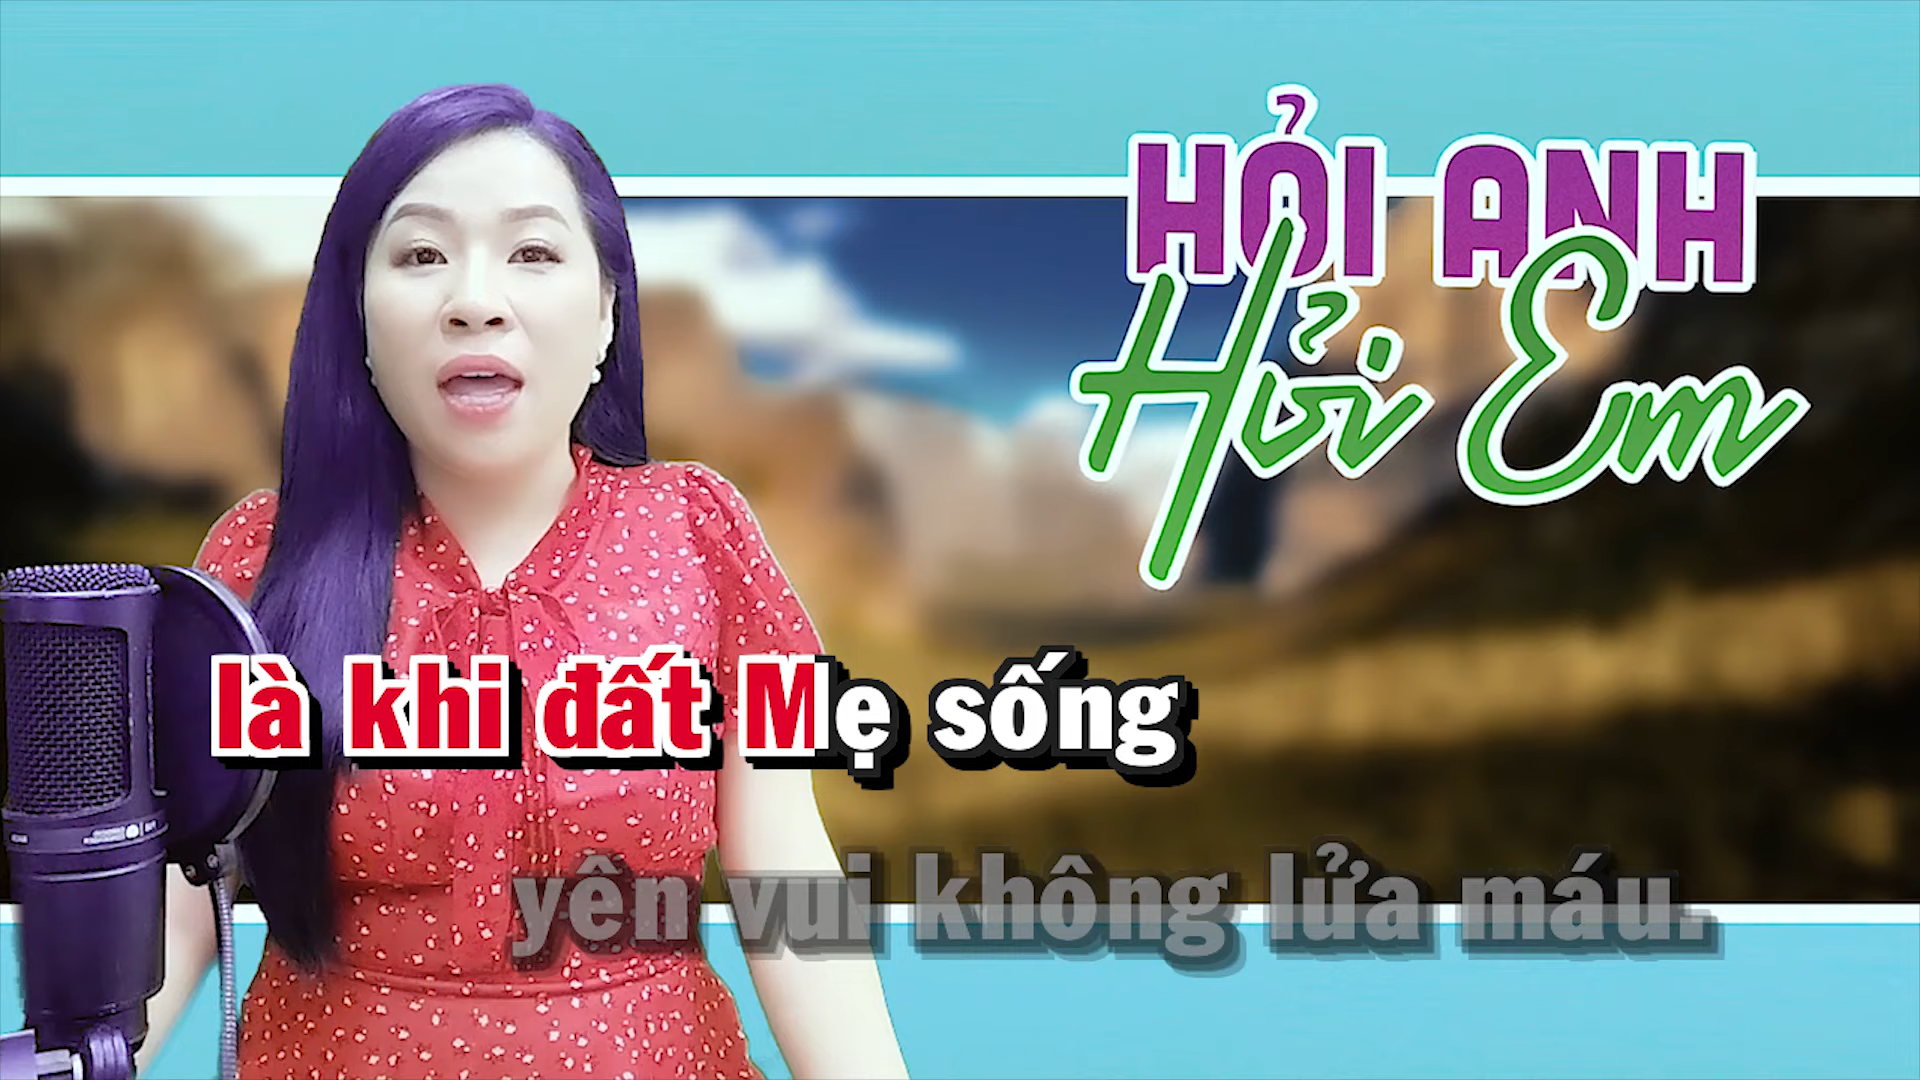 HỎI ANH
Hỏi Em
là khi đất Mẹ sống
yên vui không lửa máu.